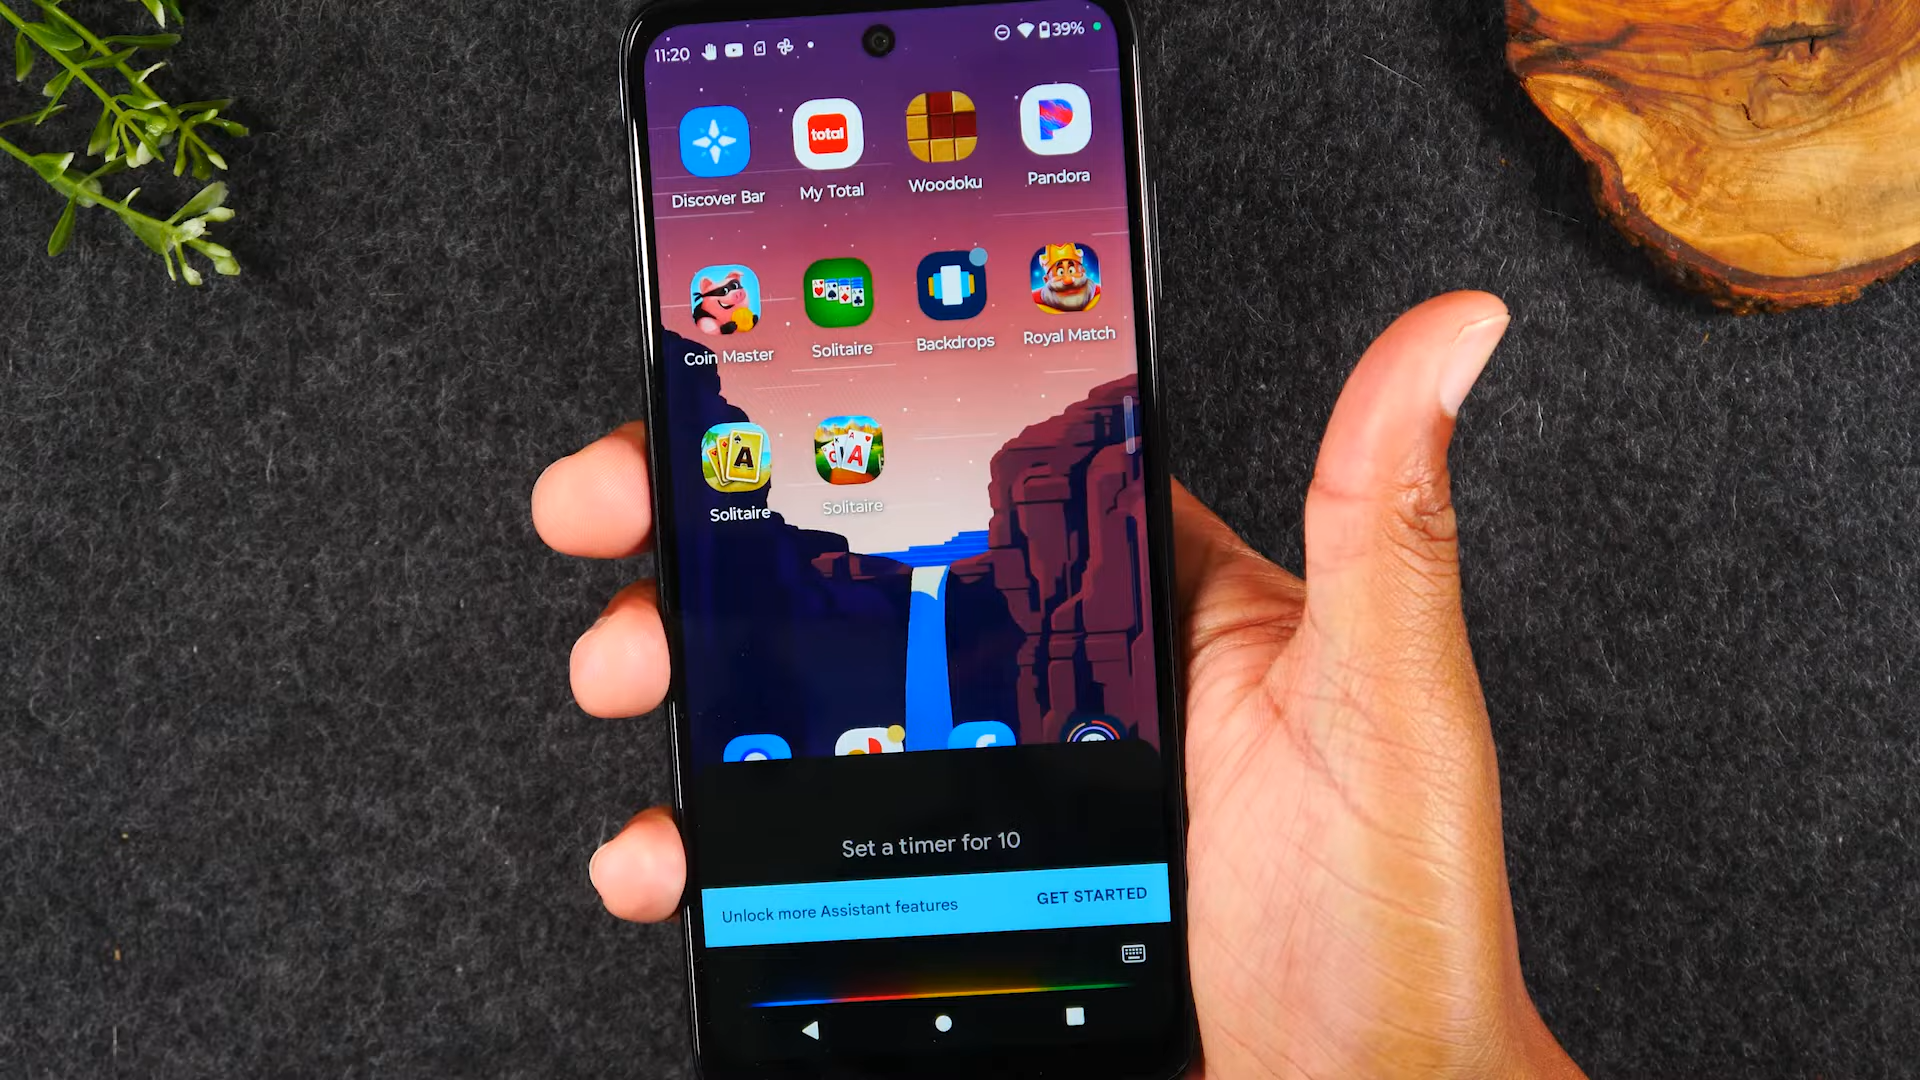 11:20
39%
total
Discover Bar
My Total
Woodoku
Pandora
Coin Master
Solitaire
Backdrops
Royal Match
A
A
Solitaire
Solitaire
Set a timer for 10
Unlock more Assistant features
GET STARTED